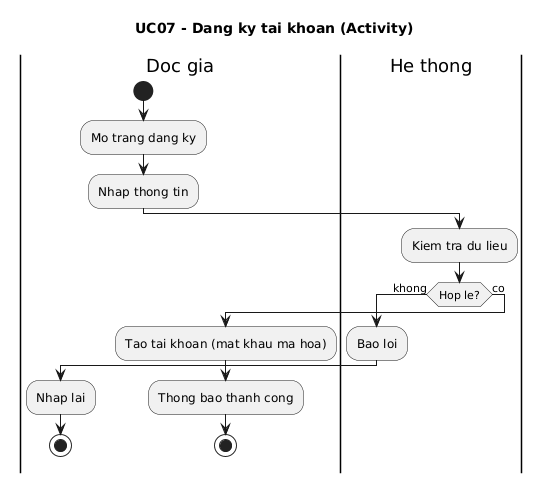 UC07 - Dang ky tai khoan (Activity)
Doc gia
He thong
Mo trang dang ky
Nhap thong tin
Kiem tra du lieu
khong
Hop le?
co
Tao tai khoan (mat khau ma hoa)
Bao loi
Nhap lai
Thong bao thanh cong